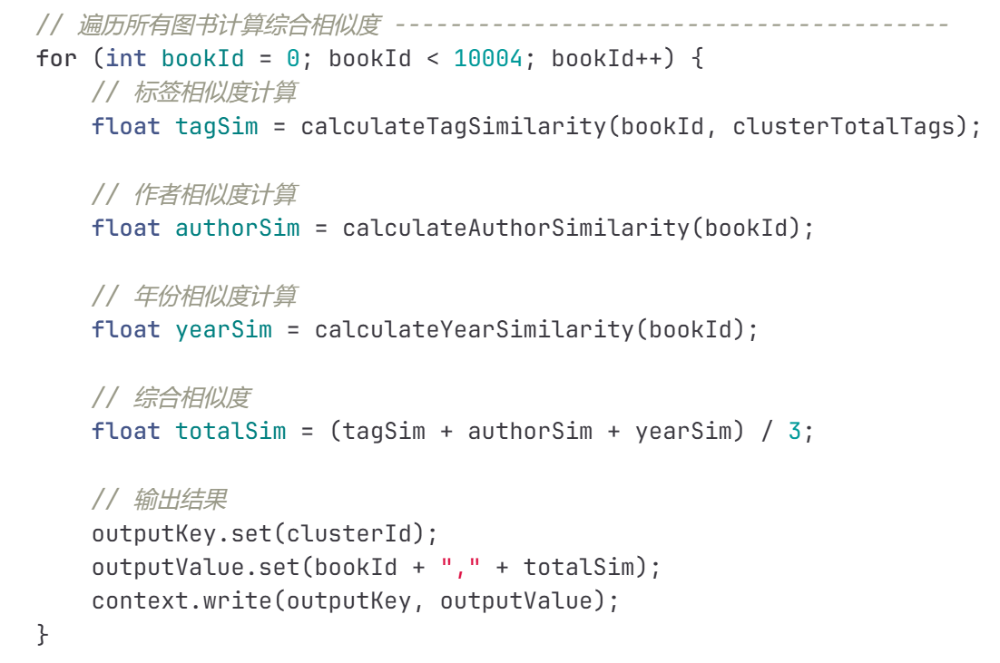 // 遍历所有图书计算综合相似度 ----------------------------------------
for (int bookId = 0; bookId < 10004; bookId++) {
    // 标签相似度计算
    float tagSim = calculateTagSimilarity(bookId, clusterTotalTags);

    // 作者相似度计算
    float authorSim = calculateAuthorSimilarity(bookId);

    // 年份相似度计算
    float yearSim = calculateYearSimilarity(bookId);

    // 综合相似度
    float totalSim = (tagSim + authorSim + yearSim) / 3;

    // 输出结果
    outputKey.set(clusterId);
    outputValue.set(bookId + "," + totalSim);
    context.write(outputKey, outputValue);
}